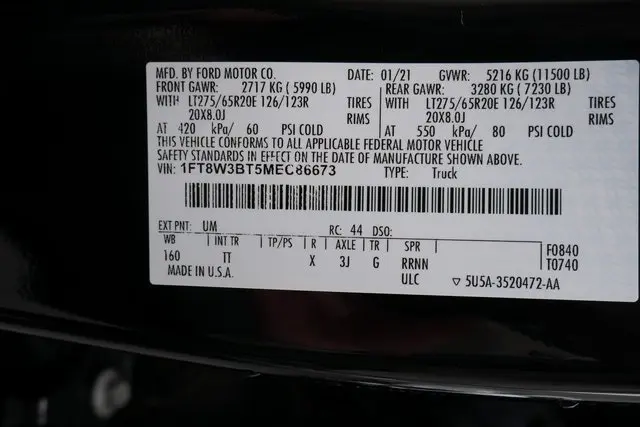 MFD. BY FORD MOTOR CO. DATE: 01/21 GVWR: 5216 KG (11500 LB)
FRONT GAWR: 2717 KG (5990 LB) REAR GAWR: 3280 KG (7230 LB)
WITH LT275/65R20E 126/123R TIRES WITH LT275/65R20E 126/123R TIRES
20X8.0J RIMS 20X8.0J RIMS
AT 420 kPa/ 60 PSI COLD AT 550 kPa/ 80 PSI COLD
THIS VEHICLE CONFORMS TO ALL APPLICABLE FEDERAL MOTOR VEHICLE
SAFETY STANDARDS IN EFFECT ON THE DATE OF MANUFACTURE SHOWN ABOVE.
VIN: 1FT8W3BT5MEC86673 TYPE: Truck
EXT PNT: UM RC: 44 DSO:
WB INT TR TP/PS R AXLE TR SPR F0840
160 TT X 3J G RRNN T0740
MADE IN U.S.A. ULC ▽ 5U5A-3520472-AA